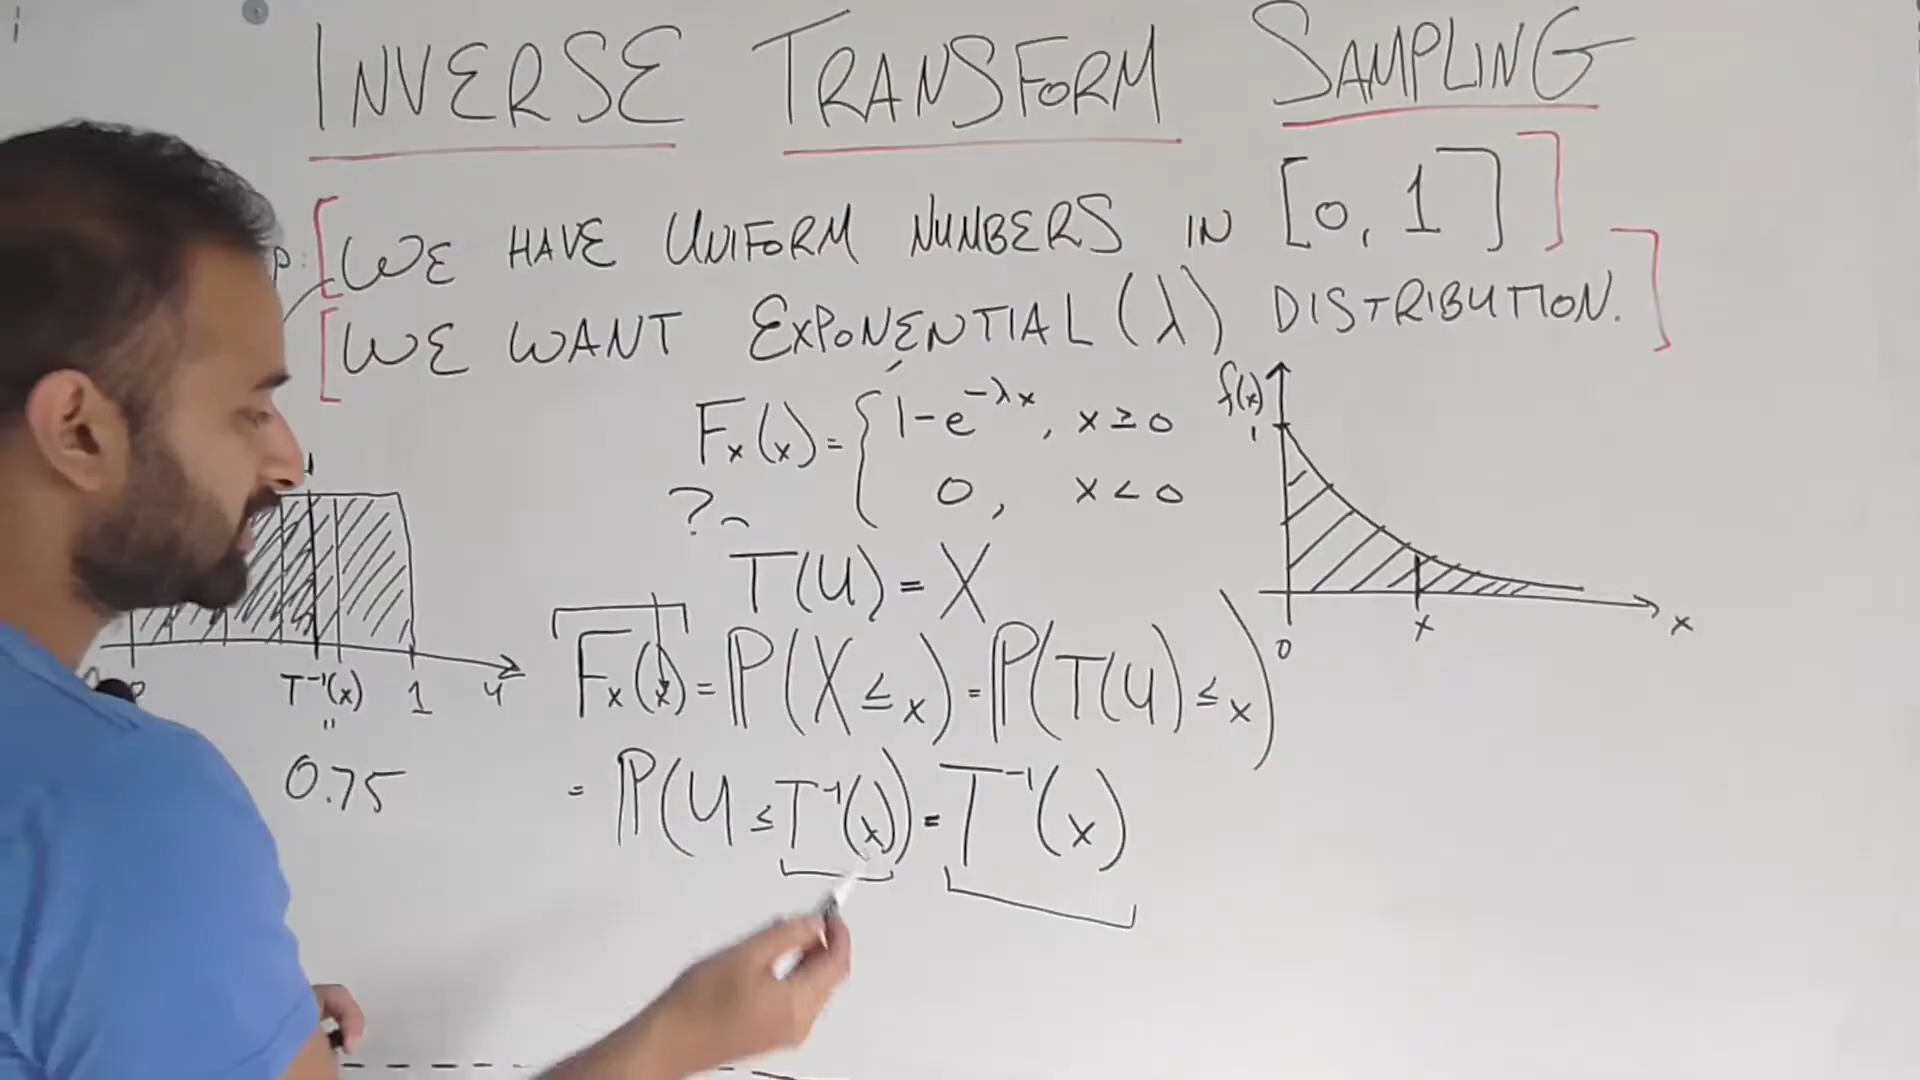 INVERSE TRANSFORM SAMPLING
WE HAVE UNIFORM NUMBERS IN [0, 1]
WE WANT EXPONENTIAL (λ) DISTRIBUTION.
Fₓ(x) = { 1-e^(-λx), x ≥ 0
0, x < 0
?
T(U) = X
Fₓ(x) = ℙ(X ≤ x) = ℙ(T(U) ≤ x)
= ℙ(U ≤ T⁻¹(x)) = T⁻¹(x)
T⁻¹(x) 1 u
"
0.75
f(x)
1
0 x x